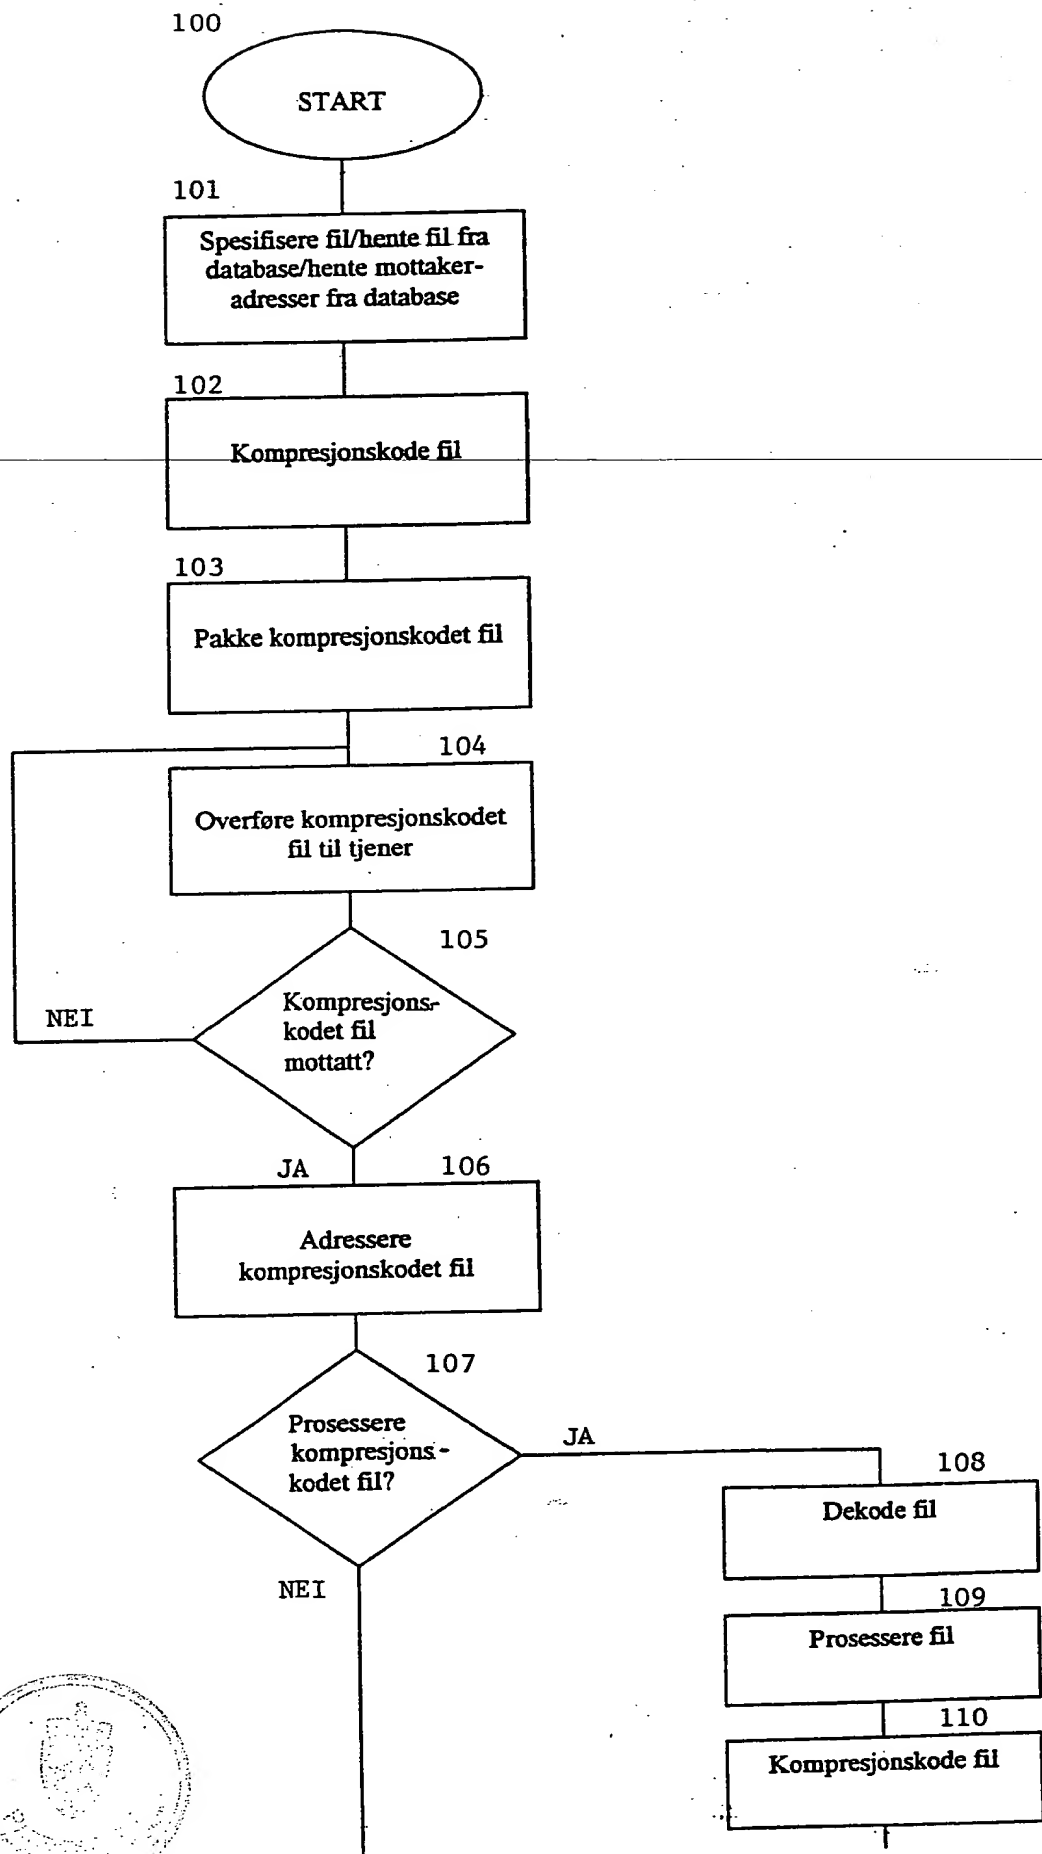 100
START
101
Spesifisere fil/hente fil fra
database/hente mottaker-
adresser fra database
102
Kompresjonskode fil
103
Pakke kompresjonskodet fil
104
Overføre kompresjonskodet
fil til tjener
105
Kompresjons-
kodet fil
mottatt?
NEI
JA
106
Adressere
kompresjonskodet fil
107
Prosessere
kompresjons-
kodet fil?
JA
108
Dekode fil
NEI
109
Prosessere fil
110
Kompresjonskode fil